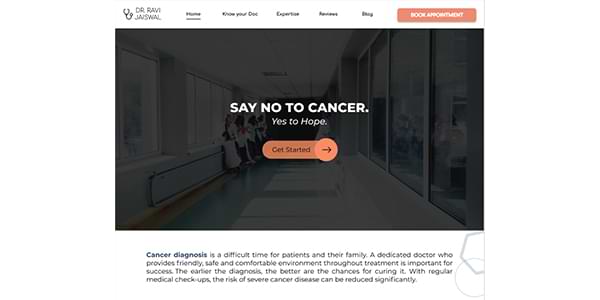 DR. RAVI
JAISWAL
Home Know your Doc Expertise Reviews Blog BOOK APPOINTMENT
SAY NO TO CANCER.
Yes to Hope.
Get Started
Cancer diagnosis is a difficult time for patients and their family. A dedicated doctor who
provides friendly, safe and comfortable environment throughout treatment is important for
success. The earlier the diagnosis, the better are the chances for curing it. With regular
medical check-ups, the risk of severe cancer disease can be reduced significantly.